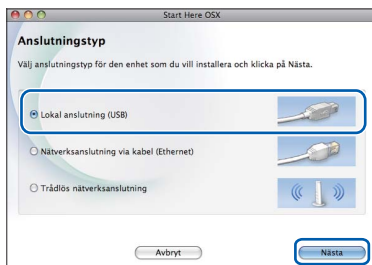 Start Here OSX
Anslutningstyp
Välj anslutningstyp för den enhet som du vill installera och klicka på Nästa.
Lokal anslutning (USB)
Nätverksanslutning via kabel (Ethernet)
Trådlös nätverksanslutning
Avbryt
Nästa